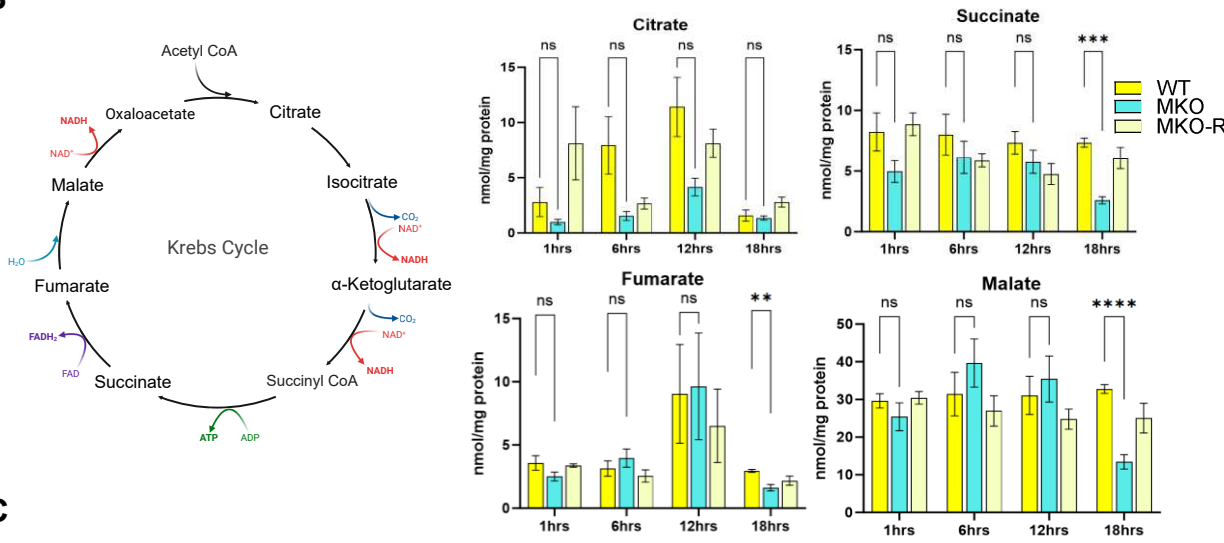 Acetyl CoA
Oxaloacetate
Citrate
NADH
NAD⁺
Malate
Isocitrate
CO₂
NAD⁺
NADH
Krebs Cycle
H₂O
Fumarate
α-Ketoglutarate
CO₂
NAD⁺
NADH
FADH₂
FAD
Succinate
Succinyl CoA
ATP
ADP
Citrate
nmol/mg protein
15
10
5
0
ns
ns
ns
ns
1hrs
6hrs
12hrs
18hrs
Succinate
nmol/mg protein
15
10
5
0
ns
ns
ns
***
1hrs
6hrs
12hrs
18hrs
WT
MKO
MKO-R
Fumarate
nmol/mg protein
15
10
5
0
ns
ns
ns
**
1hrs
6hrs
12hrs
18hrs
Malate
nmol/mg protein
50
40
30
20
10
0
ns
ns
ns
****
1hrs
6hrs
12hrs
18hrs